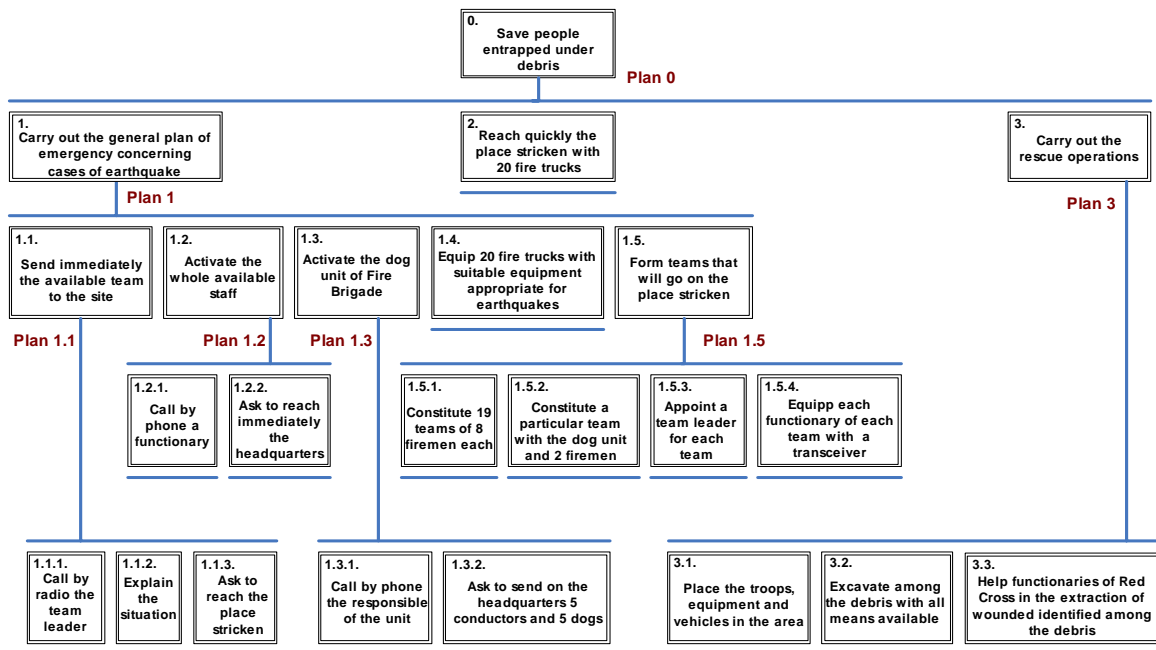 0.
Save people
entrapped under
debris
Plan 0
1.
Carry out the general plan of
emergency concerning
cases of earthquake
2.
Reach quickly the
place stricken with
20 fire trucks
3.
Carry out the
rescue operations
Plan 1
Plan 3
1.1.
Send immediately
the available team
to the site
1.2.
Activate the
whole available
staff
1.3.
Activate the dog
unit of Fire
Brigade
1.4.
Equip 20 fire trucks with
suitable equipment
appropriate for
earthquakes
1.5.
Form teams that
will go on the
place stricken
Plan 1.1
Plan 1.2
Plan 1.3
Plan 1.5
1.2.1.
Call by
phone a
functionary
1.2.2.
Ask to reach
immediately
the
headquarters
1.5.1.
Constitute 19
teams of 8
firemen each
1.5.2.
Constitute a
particular team
with the dog unit
and 2 firemen
1.5.3.
Appoint a
team leader
for each
team
1.5.4.
Equipp each
functionary of each
team with a
transceiver
1.1.1.
Call by
radio the
team
leader
1.1.2.
Explain
the
situation
1.1.3.
Ask to
reach the
place
stricken
1.3.1.
Call by phone
the responsible
of the unit
1.3.2.
Ask to send on the
headquarters 5
conductors and 5 dogs
3.1.
Place the troops,
equipment and
vehicles in the area
3.2.
Excavate among
the debris with all
means available
3.3.
Help functionaries of Red
Cross in the extraction of
wounded identified among
the debris